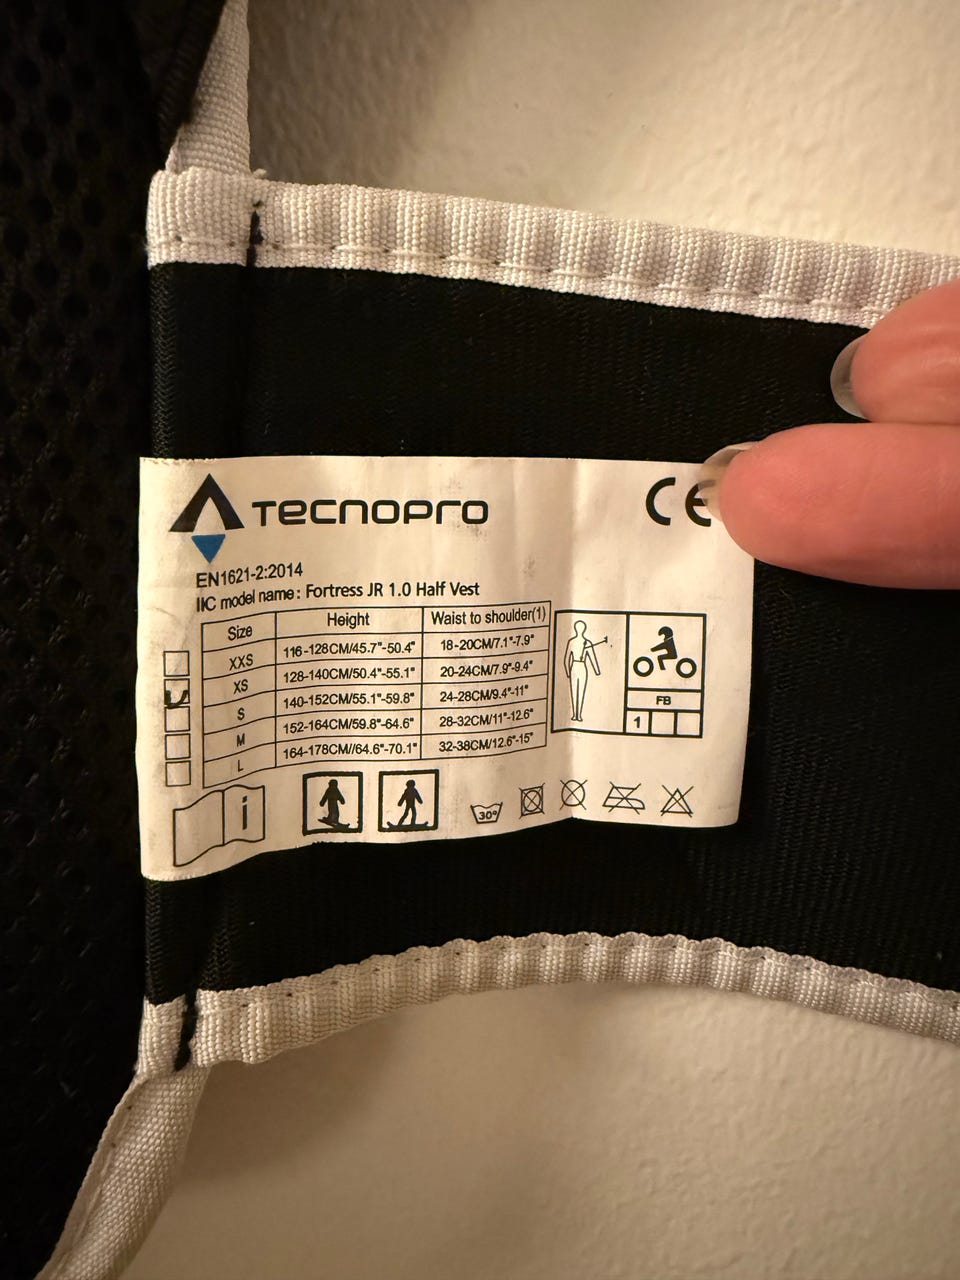 TECNOPRO
CE
EN1621-2:2014
IIC model name: Fortress JR 1.0 Half Vest
Size Height Waist to shoulder(1)
XXS 116-128CM/45.7"-50.4" 18-20CM/7.1"-7.9"
XS 128-140CM/50.4"-55.1" 20-24CM/7.9"-9.4"
S 140-152CM/55.1"-59.8" 24-28CM/9.4"-11"
M 152-164CM/59.8"-64.6" 28-32CM/11"-12.6"
L 164-178CM//64.6"-70.1" 32-38CM/12.6"-15"
FB
1
i
30°